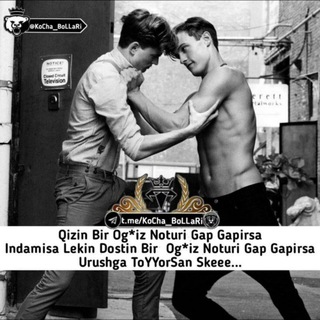 @KoCha_BoLLaRi
NOTICE!
Closed Circuit
Television
erett
t.me/KoCha_BoLLaRi
Qizin Bir Og*iz Noturi Gap Gapirsa
Indamisa Lekin Dostin Bir Og*iz Noturi Gap Gapirsa
Urushga ToYYorSan Skeee...